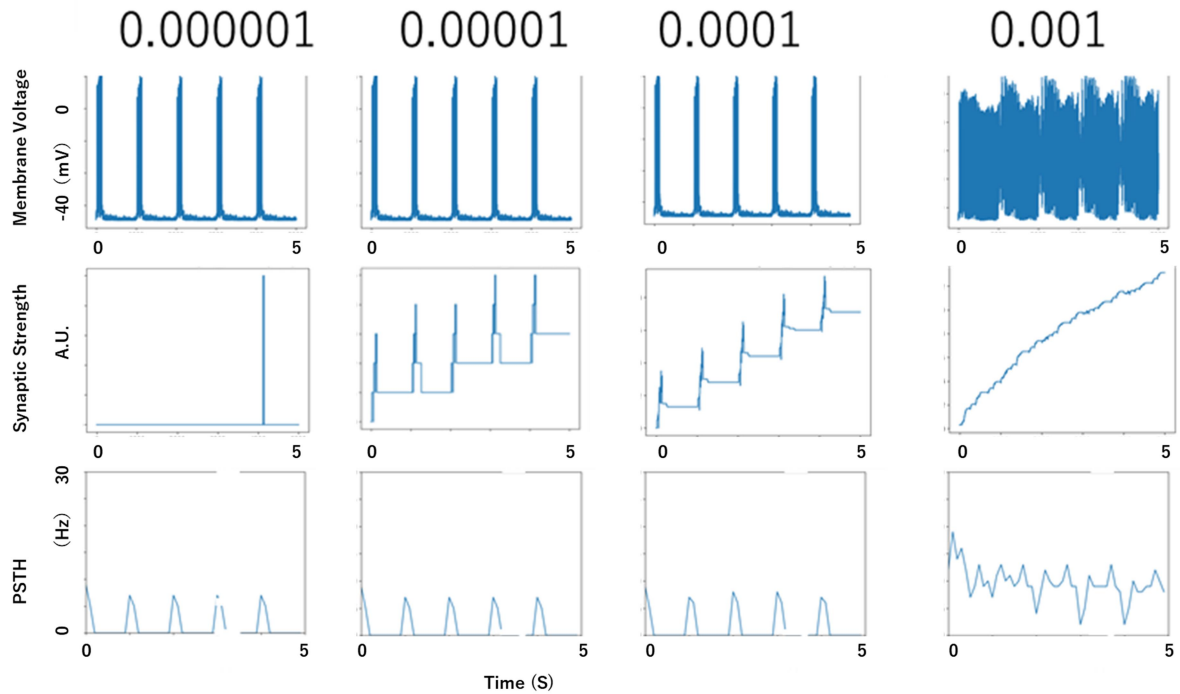 0.000001 0.00001 0.0001 0.001
Membrane Voltage
(mV)
0
-40
0 5 0 5 0 5 0 5
Synaptic Strength
A.U.
0 5 0 5 0 5 0 5
PSTH
(Hz)
30
0
0 5 0 5 0 5 0 5
Time (S)